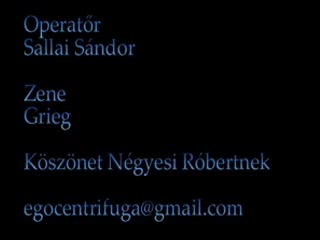 Operatőr
Sallai Sándor
Zene
Grieg
Köszönet Négyesi Róbertnek
egocentrifuga@gmail.com